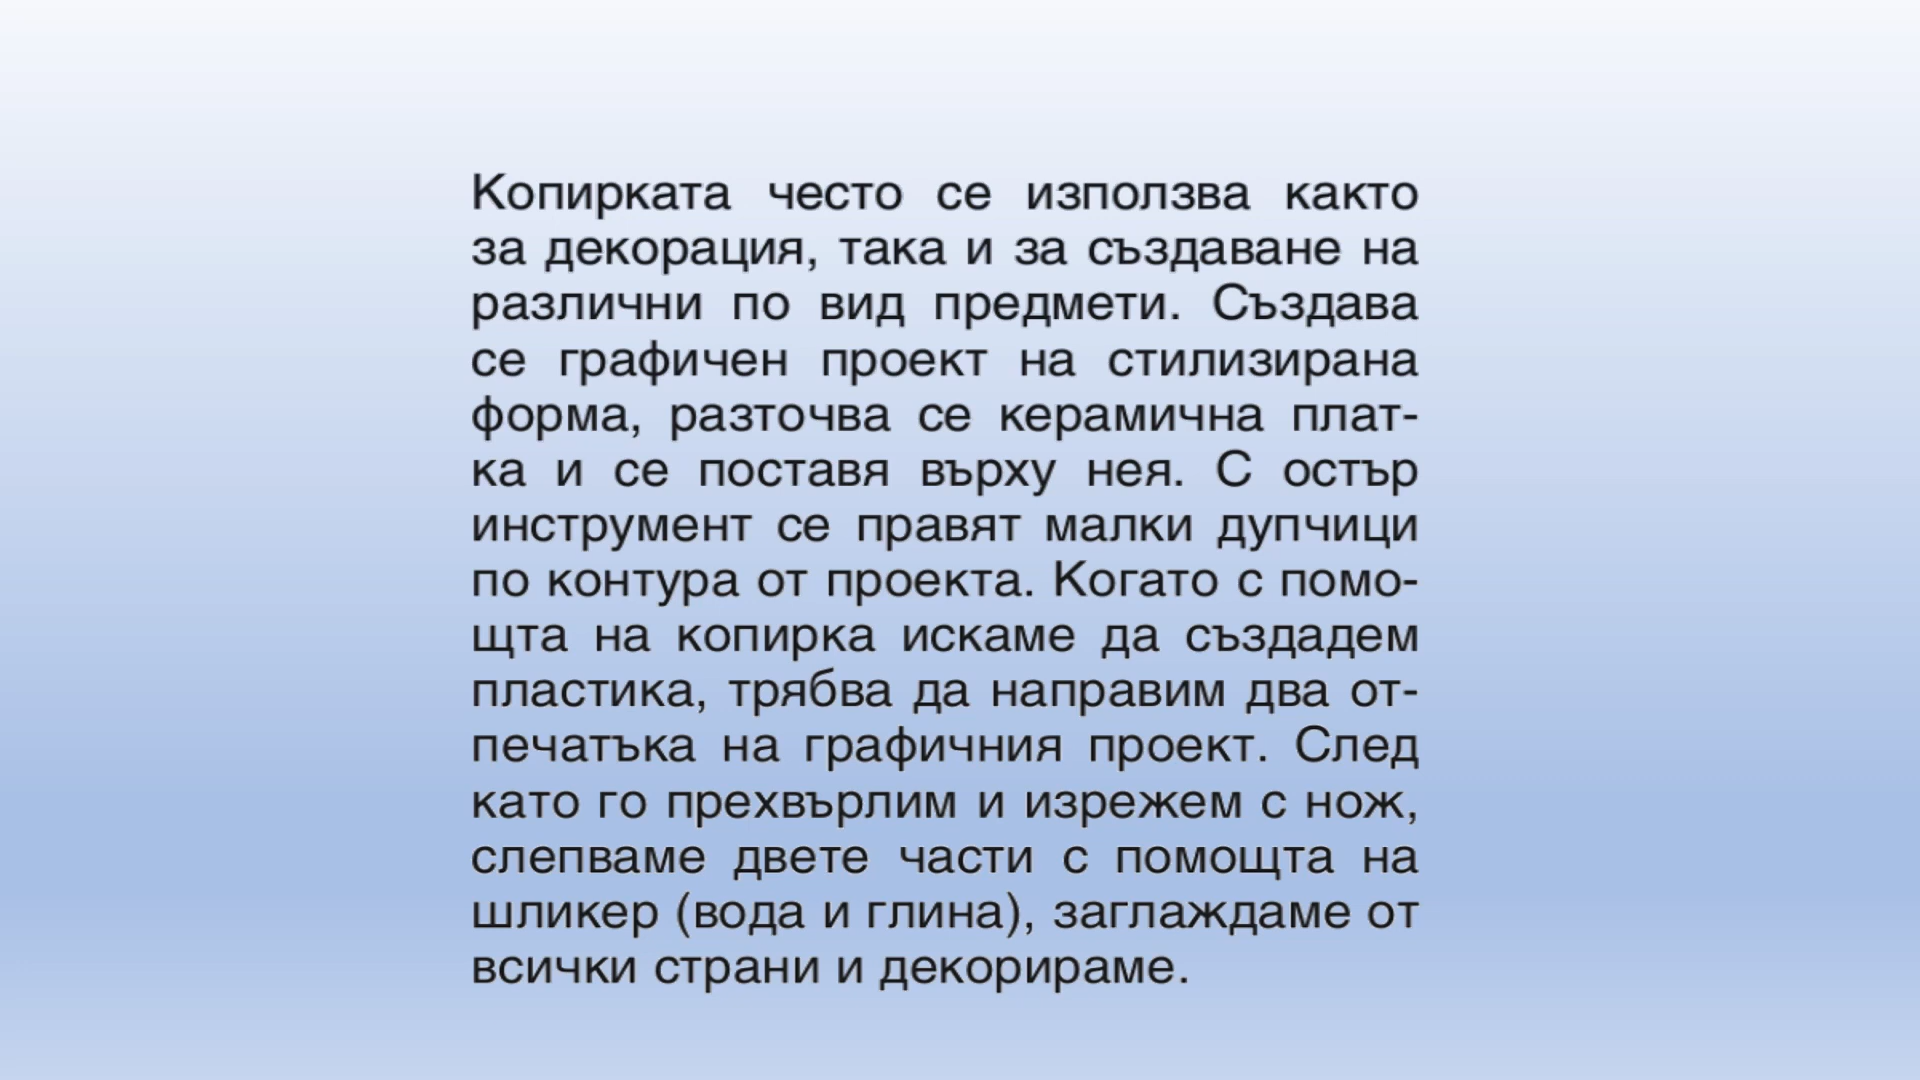 Копирката често се използва както
за декорация, така и за създаване на
различни по вид предмети. Създава
се графичен проект на стилизирана
форма, разточва се керамична плат-
ка и се поставя върху нея. С остър
инструмент се правят малки дупчици
по контура от проекта. Когато с помо-
щта на копирка искаме да създадем
пластика, трябва да направим два от-
печатъка на графичния проект. След
като го прехвърлим и изрежем с нож,
слепваме двете части с помощта на
шликер (вода и глина), заглаждаме от
всички страни и декорираме.